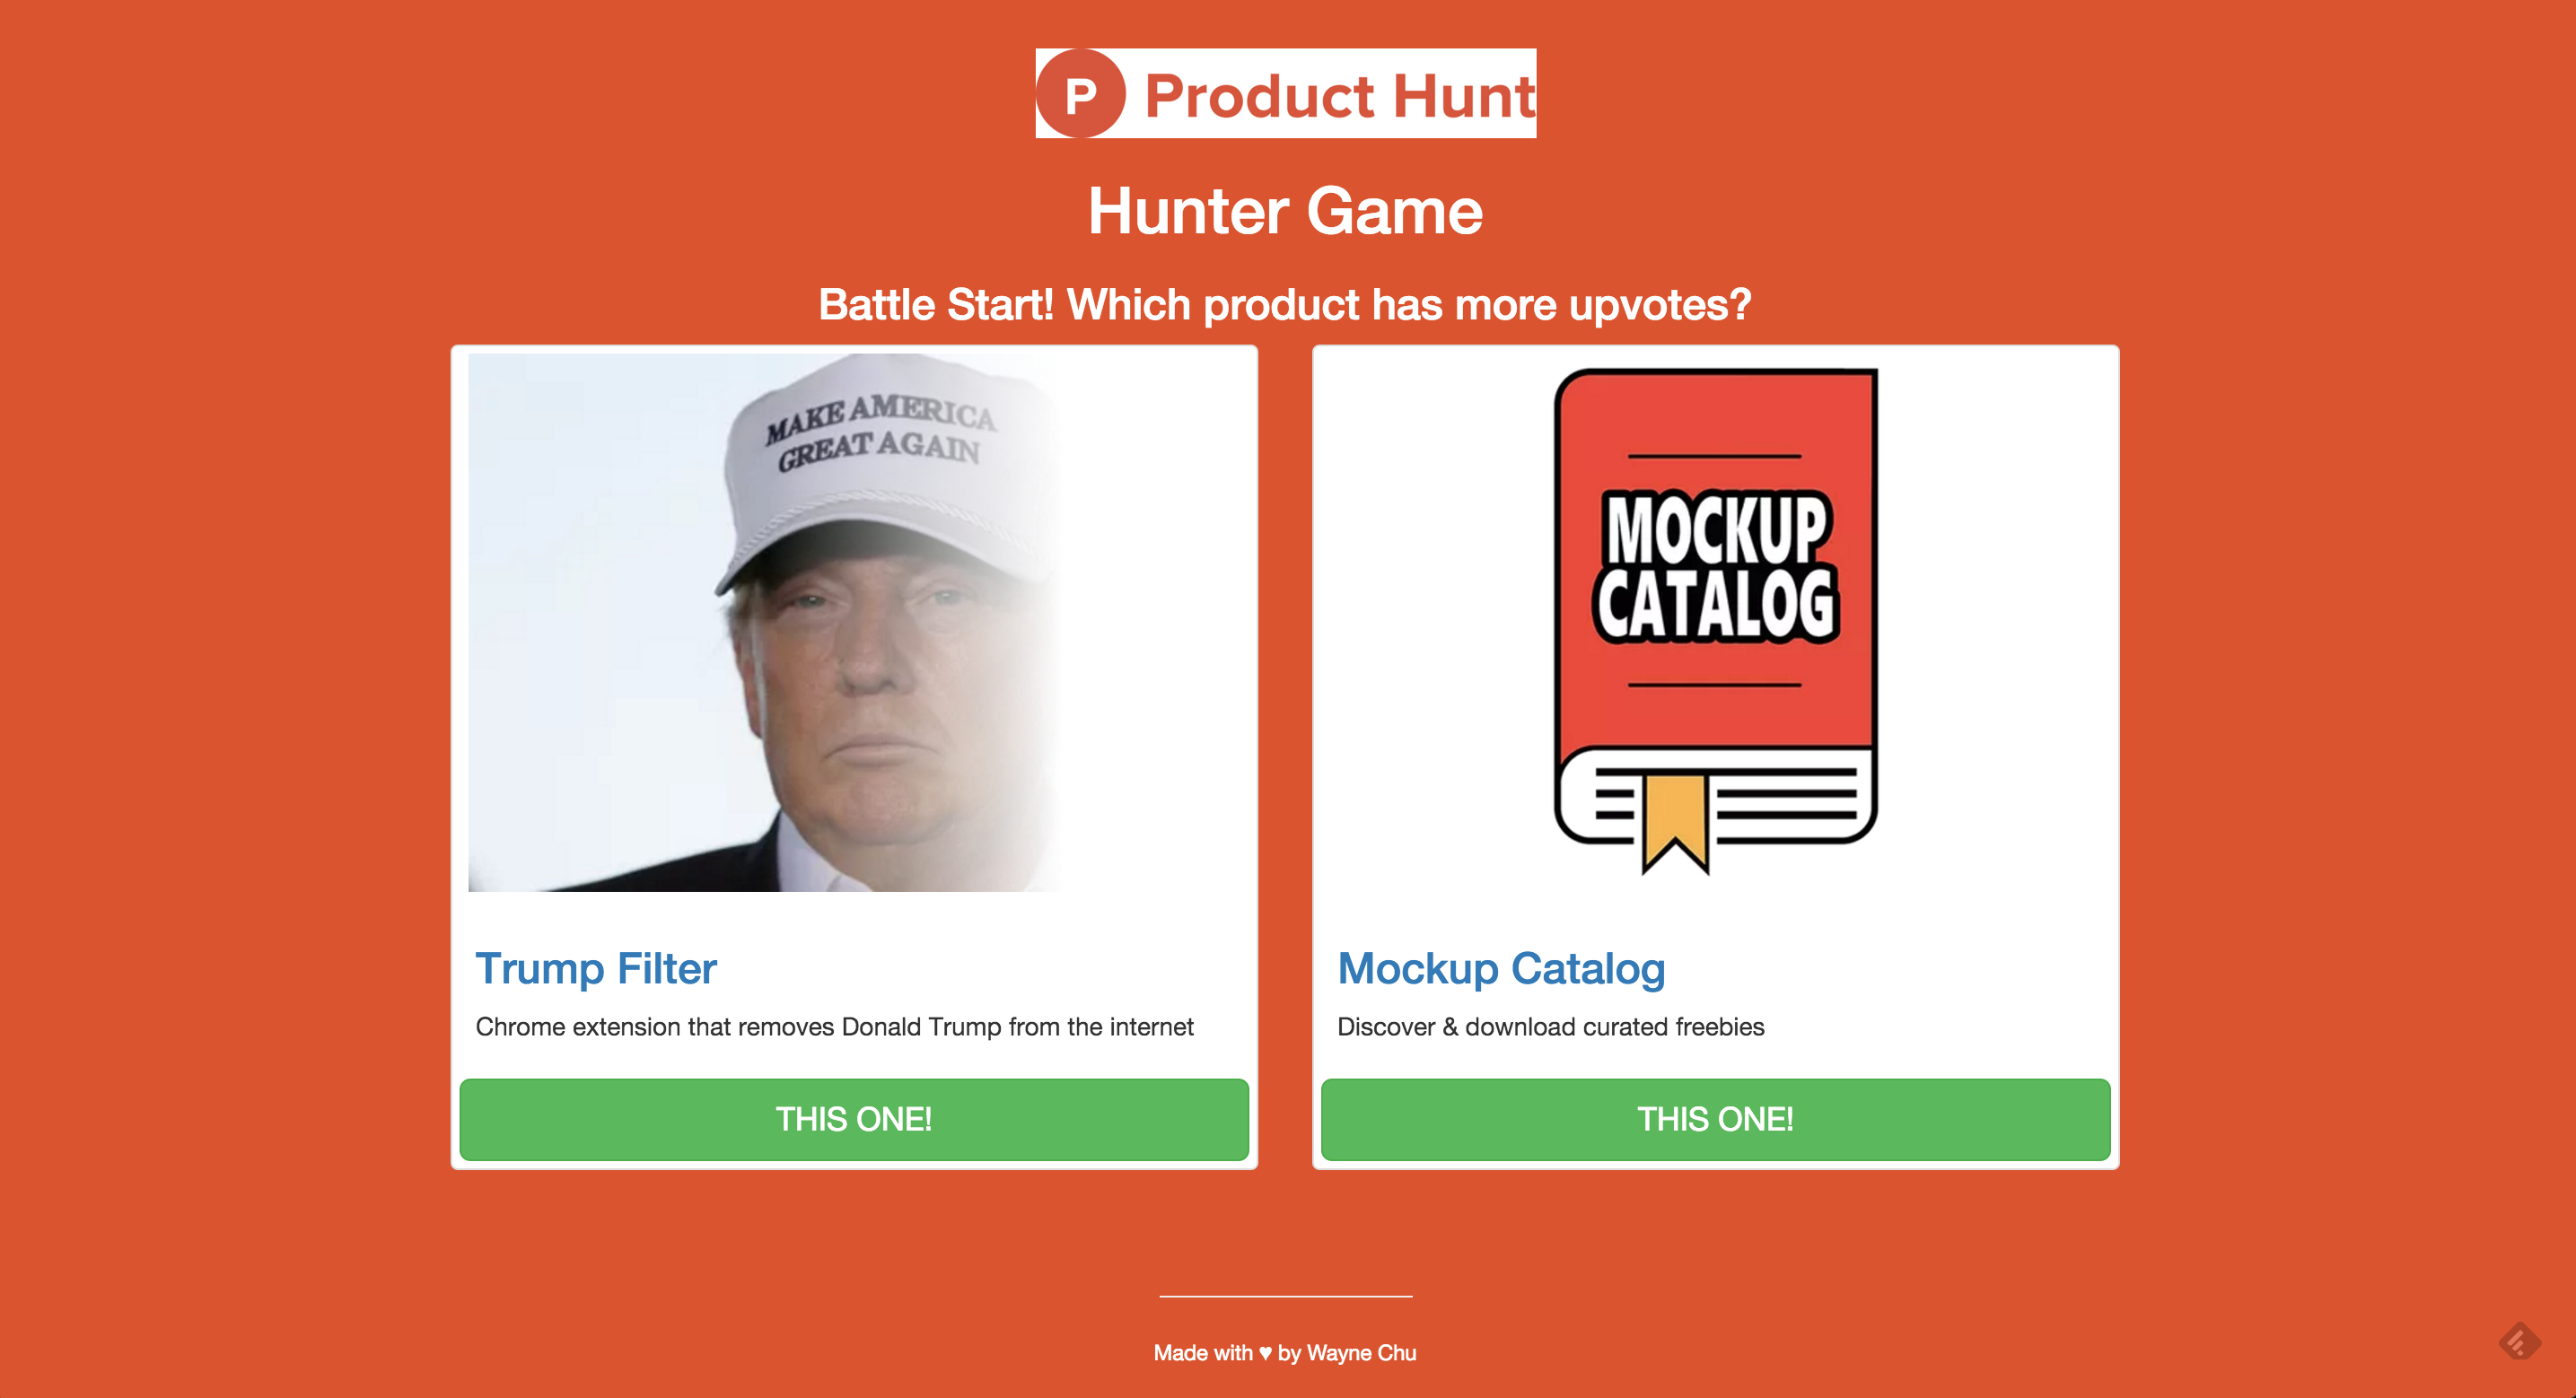 P Product Hunt
Hunter Game
Battle Start! Which product has more upvotes?
MAKE AMERICA
GREAT AGAIN
Trump Filter
Chrome extension that removes Donald Trump from the internet
THIS ONE!
MOCKUP
CATALOG
Mockup Catalog
Discover & download curated freebies
THIS ONE!
Made with ♥ by Wayne Chu